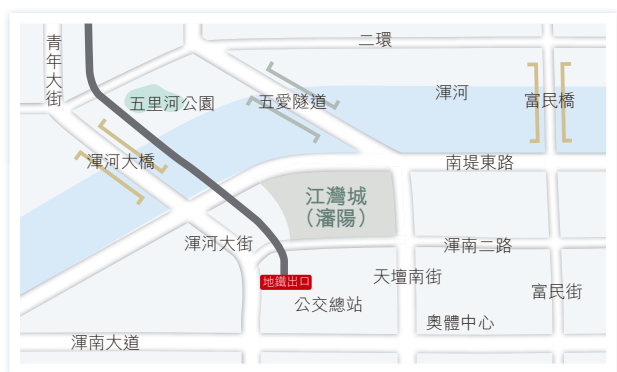 青年大街
二環
五里河公園
五愛隧道
渾河
富民橋
渾河大橋
南堤東路
江灣城
（瀋陽）
渾河大街
渾南二路
地鐵出口
天壇南街
富民街
公交總站
奧體中心
渾南大道